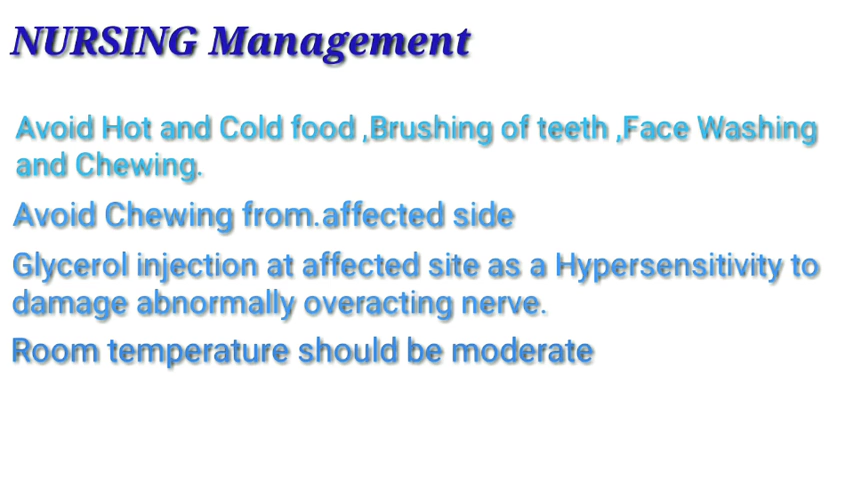 NURSING Management
Avoid Hot and Cold food ,Brushing of teeth ,Face Washing
and Chewing.
Avoid Chewing from.affected side
Glycerol injection at affected site as a Hypersensitivity to
damage abnormally overacting nerve.
Room temperature should be moderate